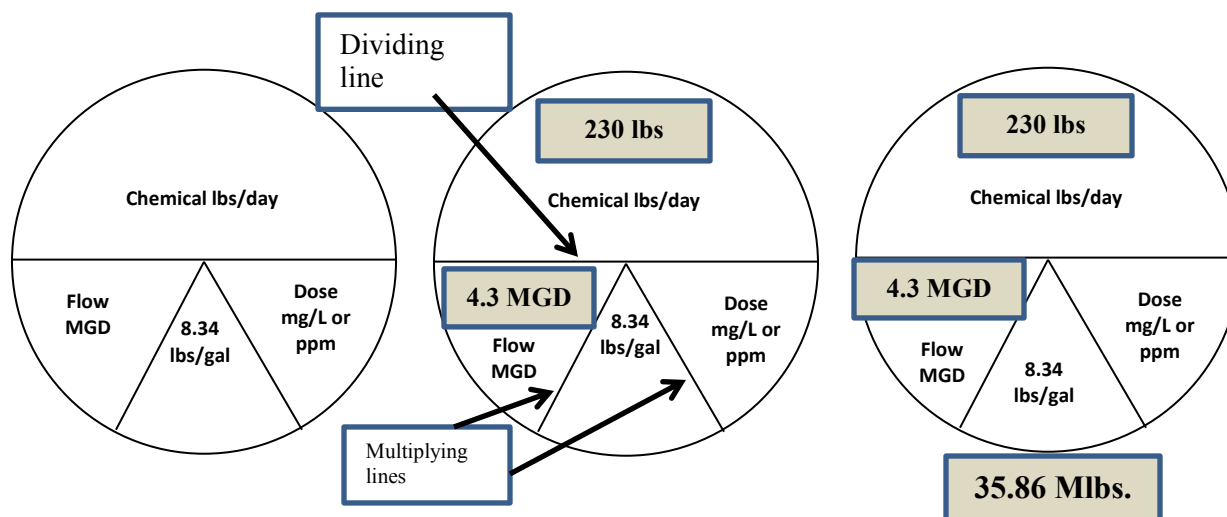 Chemical lbs/day
Flow
MGD
8.34
lbs/gal
Dose
mg/L or
ppm
Dividing
line
230 lbs
Chemical lbs/day
4.3 MGD
Flow
MGD
8.34
lbs/gal
Dose
mg/L or
ppm
Multiplying
lines
230 lbs
Chemical lbs/day
4.3 MGD
Flow
MGD
8.34
lbs/gal
Dose
mg/L or
ppm
35.86 Mlbs.